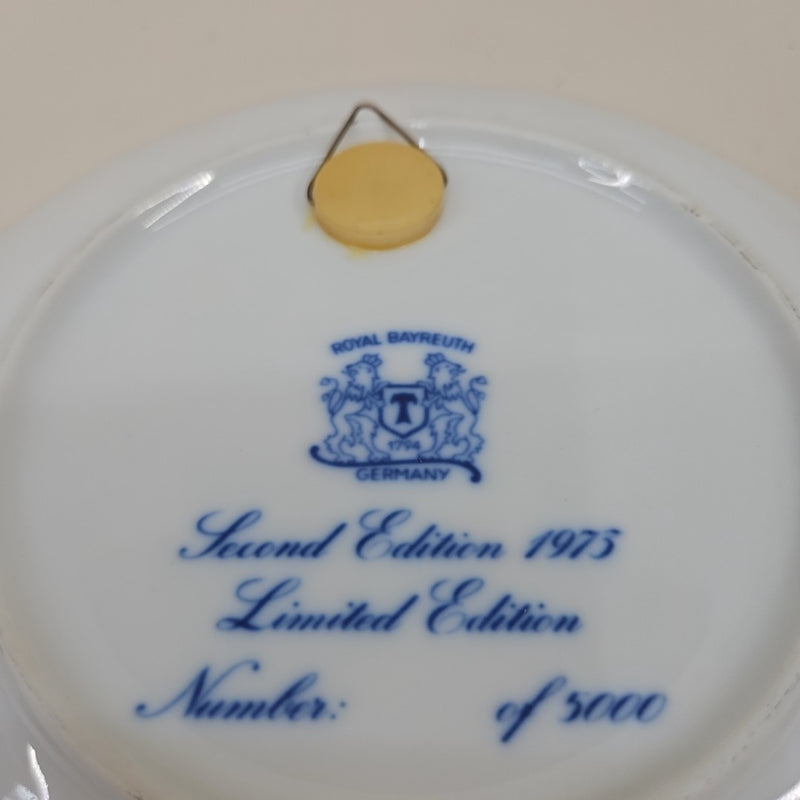 ROYAL BAYREUTH
T
1794
GERMANY
Second Edition 1975
Limited Edition
Number: of 5000